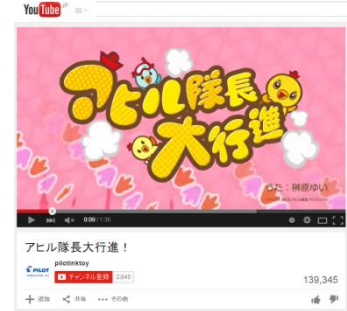 YouTube JP
アヒル隊長
大行進
うた：榊原ゆい
0:09 / 1:36
アヒル隊長大行進！
PILOT
pilotinktoy
チャンネル登録 2,645
139,345
追加 共有 その他